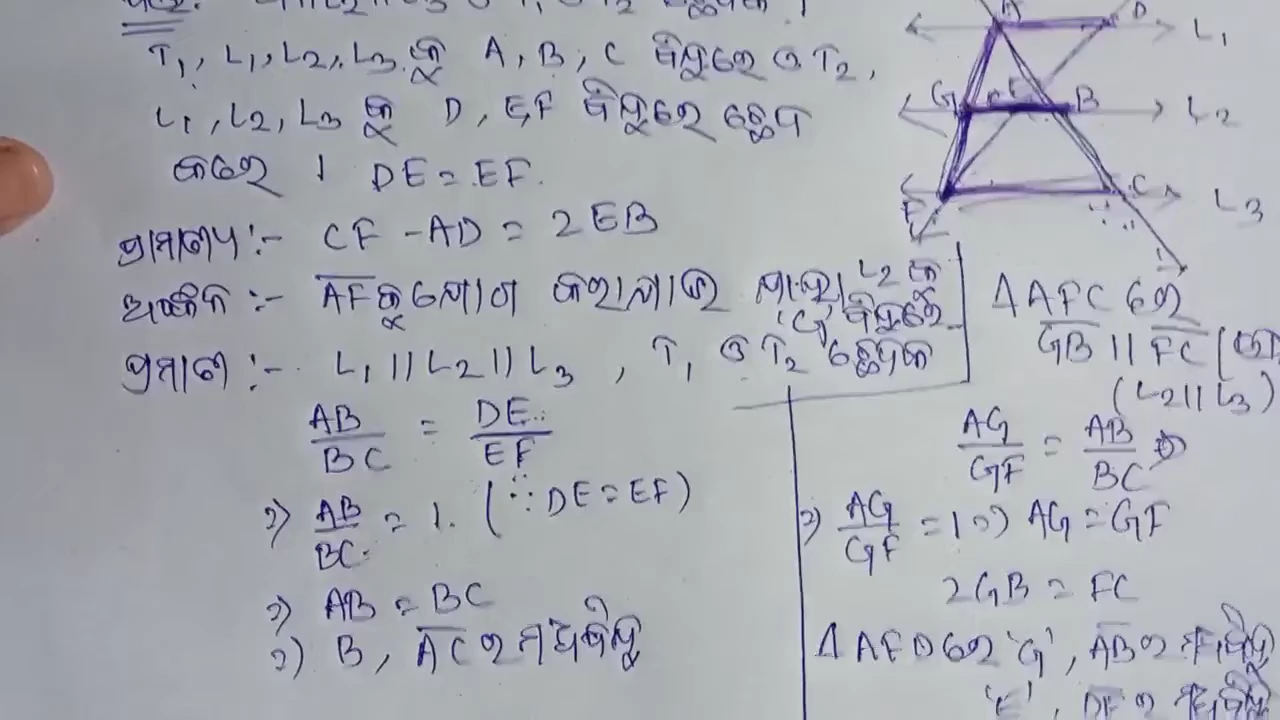 T₁, L₁, L₂, L₃ କୁ A, B, C ବିନ୍ଦୁରେ ଓ T₂,
L₁, L₂, L₃ କୁ D, E, F ବିନ୍ଦୁରେ ଛେଦ
କରେ । DE = EF.
ପ୍ରାମାଣ୍ୟ :- CF - AD = 2EB
ଅଙ୍କନ :- AF କୁ ଯୋଗ କରାଯାଉ ଯାହା L₂ କୁ
'G' ବିନ୍ଦୁରେ
ପ୍ରମାଣ :- L₁ || L₂ || L₃ , T₁ ଓ T₂ ଛେଦକ
AB/BC = DE/EF
⇒ AB/BC = 1. (∵ DE = EF)
⇒ AB = BC
⇒ B, AC ର ମଧ୍ୟବିନ୍ଦୁ
A D L₁
G E B L₂
F C L₃
Δ AFC ରେ
GB || FC
(L₂ || L₃)
AG/GF = AB/BC
⇒ AG/GF = 1 ⇒ AG = GF
2GB = FC
Δ AFD ରେ 'G', AB ର ମଧ୍ୟବିନ୍ଦୁ
'E', DF ର ମଧ୍ୟବିନ୍ଦୁ